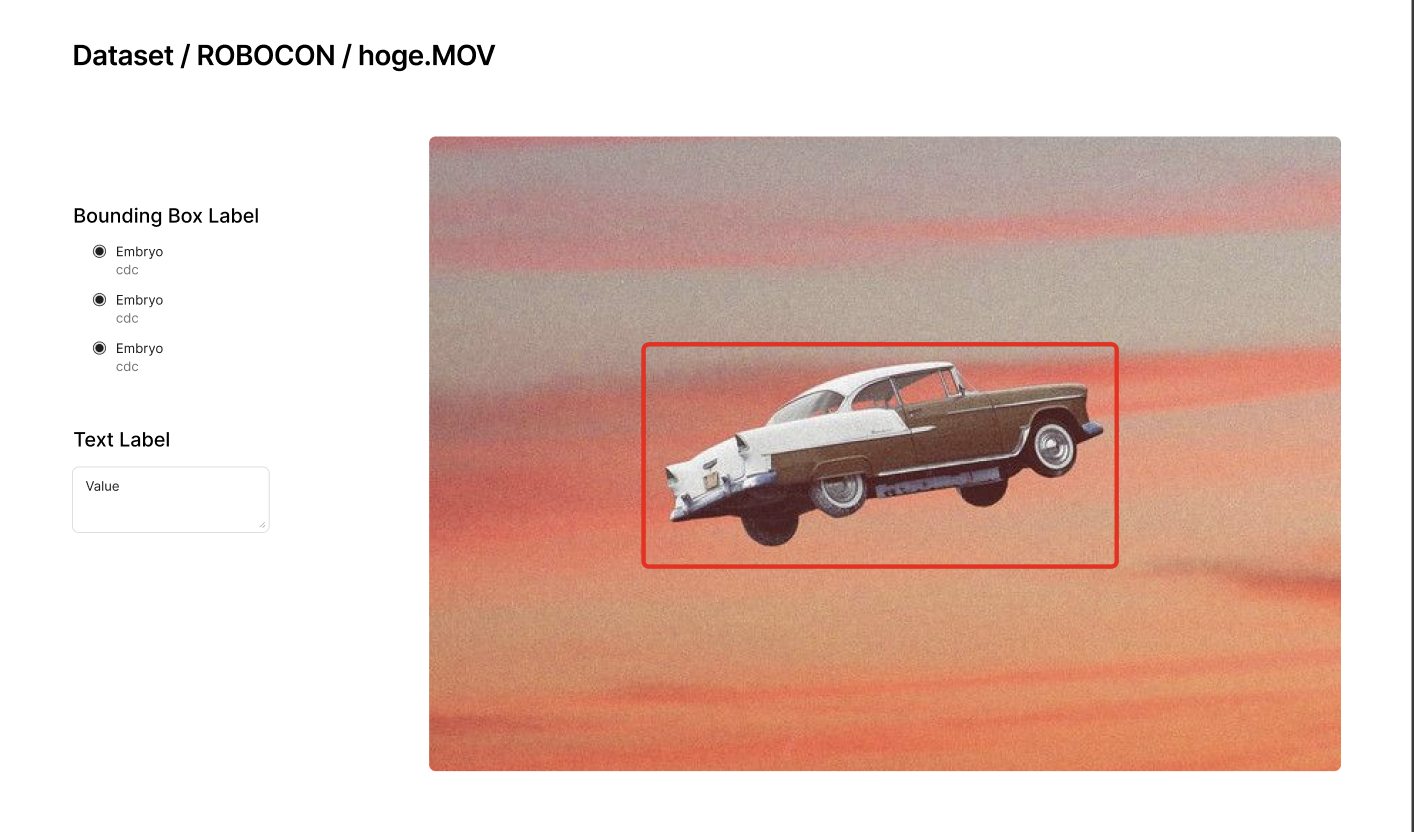 Dataset / ROBOCON / hoge.MOV
Bounding Box Label
Embryo
cdc
Embryo
cdc
Embryo
cdc
Text Label
Value